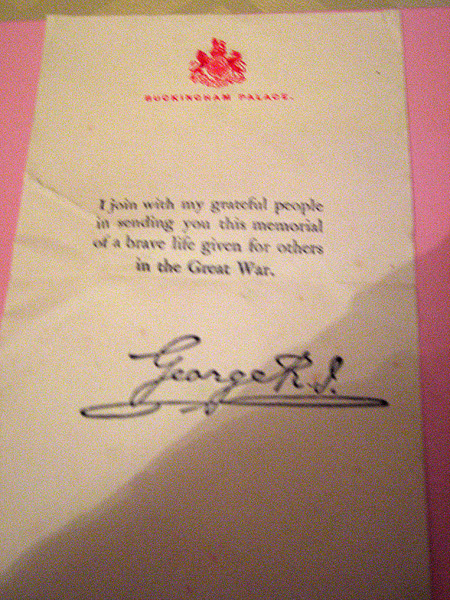 BUCKINGHAM PALACE.
I join with my grateful people
in sending you this memorial
of a brave life given for others
in the Great War.
George R.I.